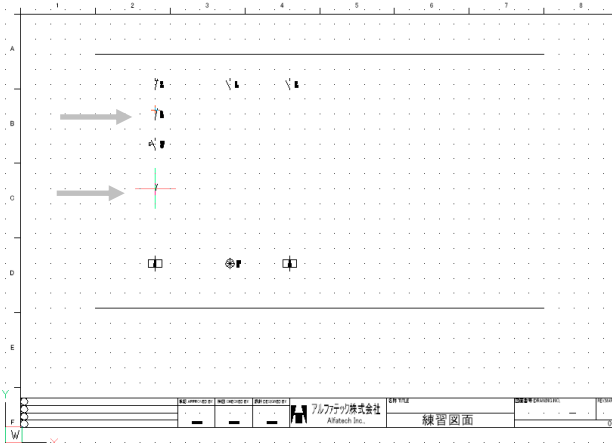 1 2 3 4 5 6 7 8
A
B
C
D
E
F
Y
W
X
承認 APPROVED BY
検図 CHECKED BY
設計 DESIGNED BY
アルファテック株式会社
Alfatech Inc.
名称 TITLE
練習図面
図面番号 DRAWING NO.